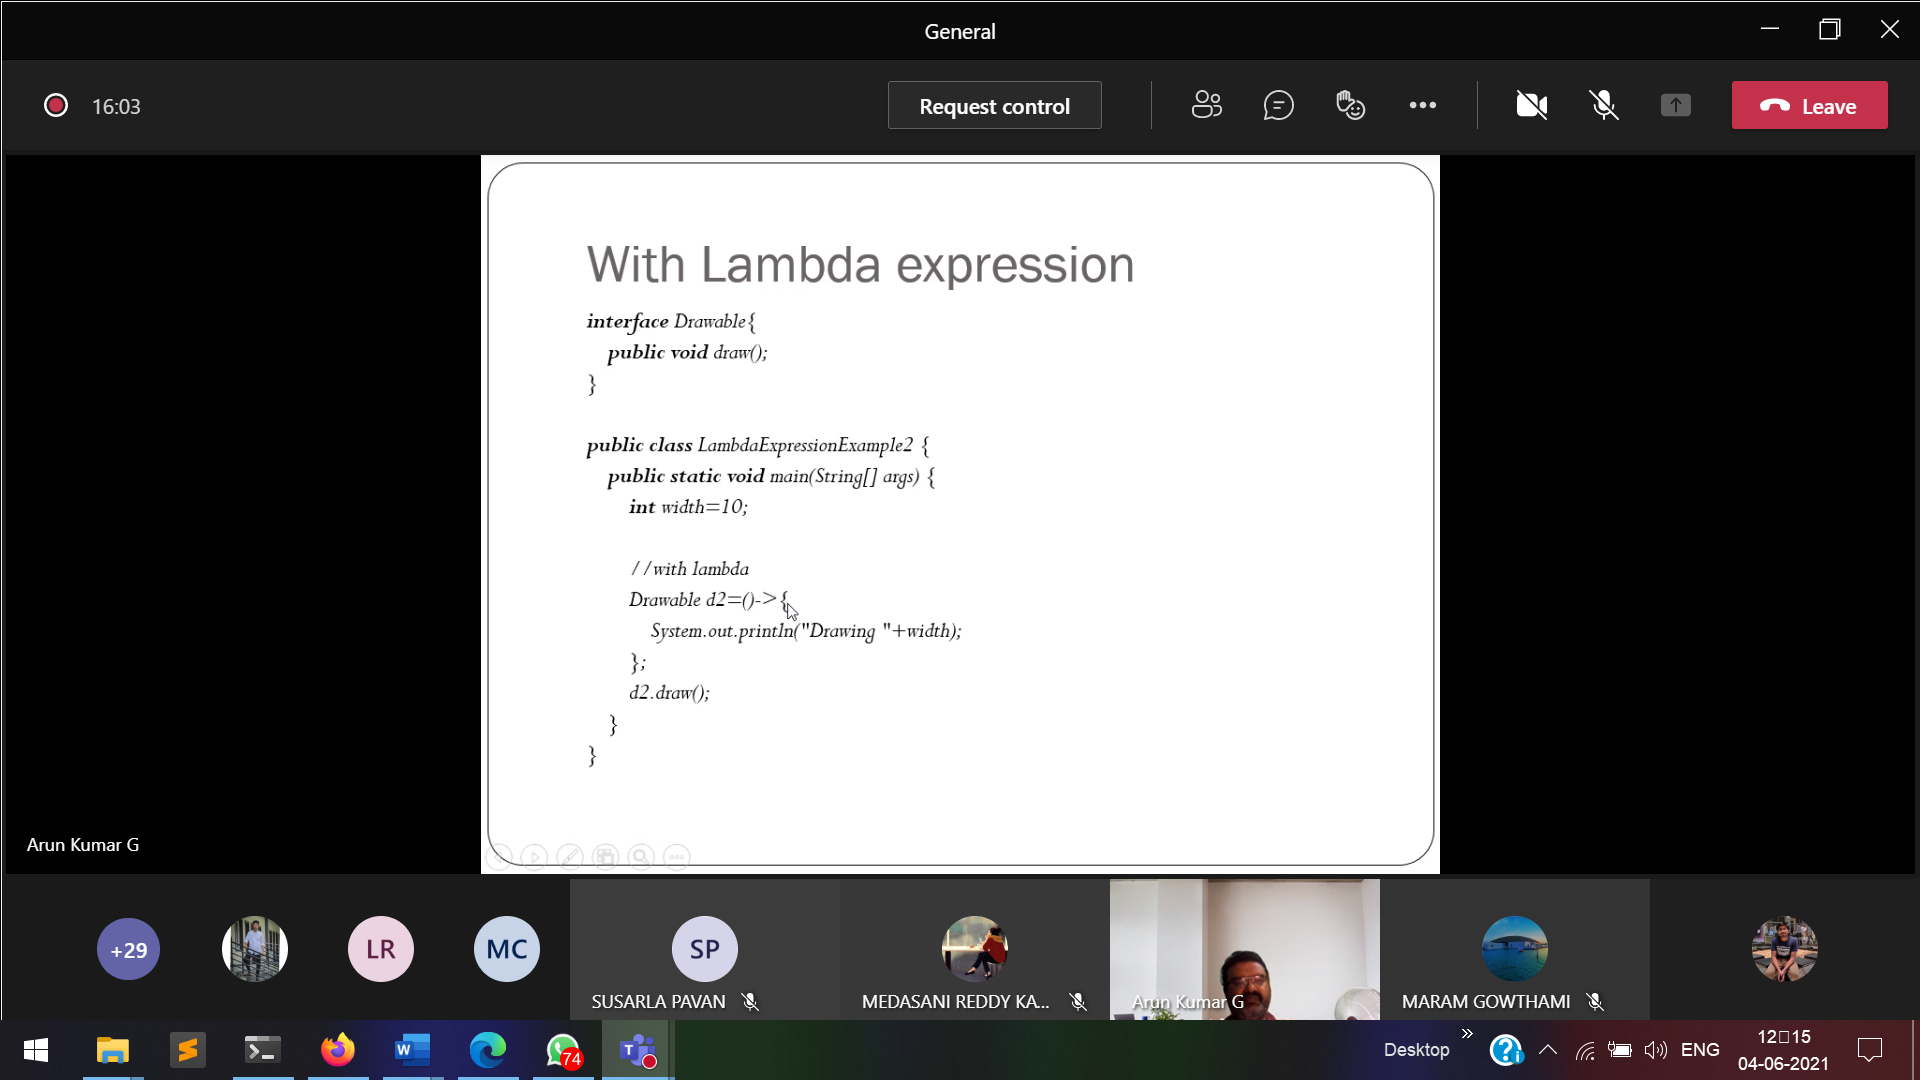 General
16:03
Request control
Leave
With Lambda expression
interface Drawable{
public void draw();
}
public class LambdaExpressionExample2 {
public static void main(String[] args) {
int width=10;
//with lambda
Drawable d2=()->{
System.out.println("Drawing "+width);
};
d2.draw();
}
}
Arun Kumar G
+29
LR
MC
SP
SUSARLA PAVAN
MEDASANI REDDY KA...
Arun Kumar G
MARAM GOWTHAMI
74
Desktop
ENG
12▯15
04-06-2021